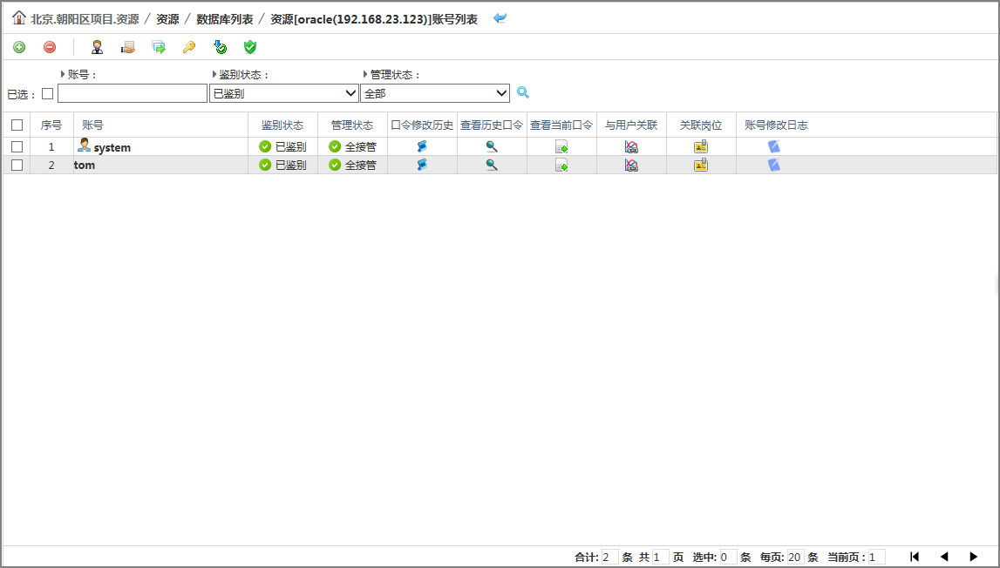 北京.朝阳区项目.资源 / 资源 / 数据库列表 / 资源[oracle(192.168.23.123)]账号列表
账号： 鉴别状态： 管理状态：
已选： 已鉴别 全部
序号 账号 鉴别状态 管理状态 口令修改历史 查看历史口令 查看当前口令 与用户关联 关联岗位 账号修改日志
1 system 已鉴别 全接管
2 tom 已鉴别 全接管
合计: 2 条 共 1 页 选中: 0 条 每页: 20 条 当前页：1